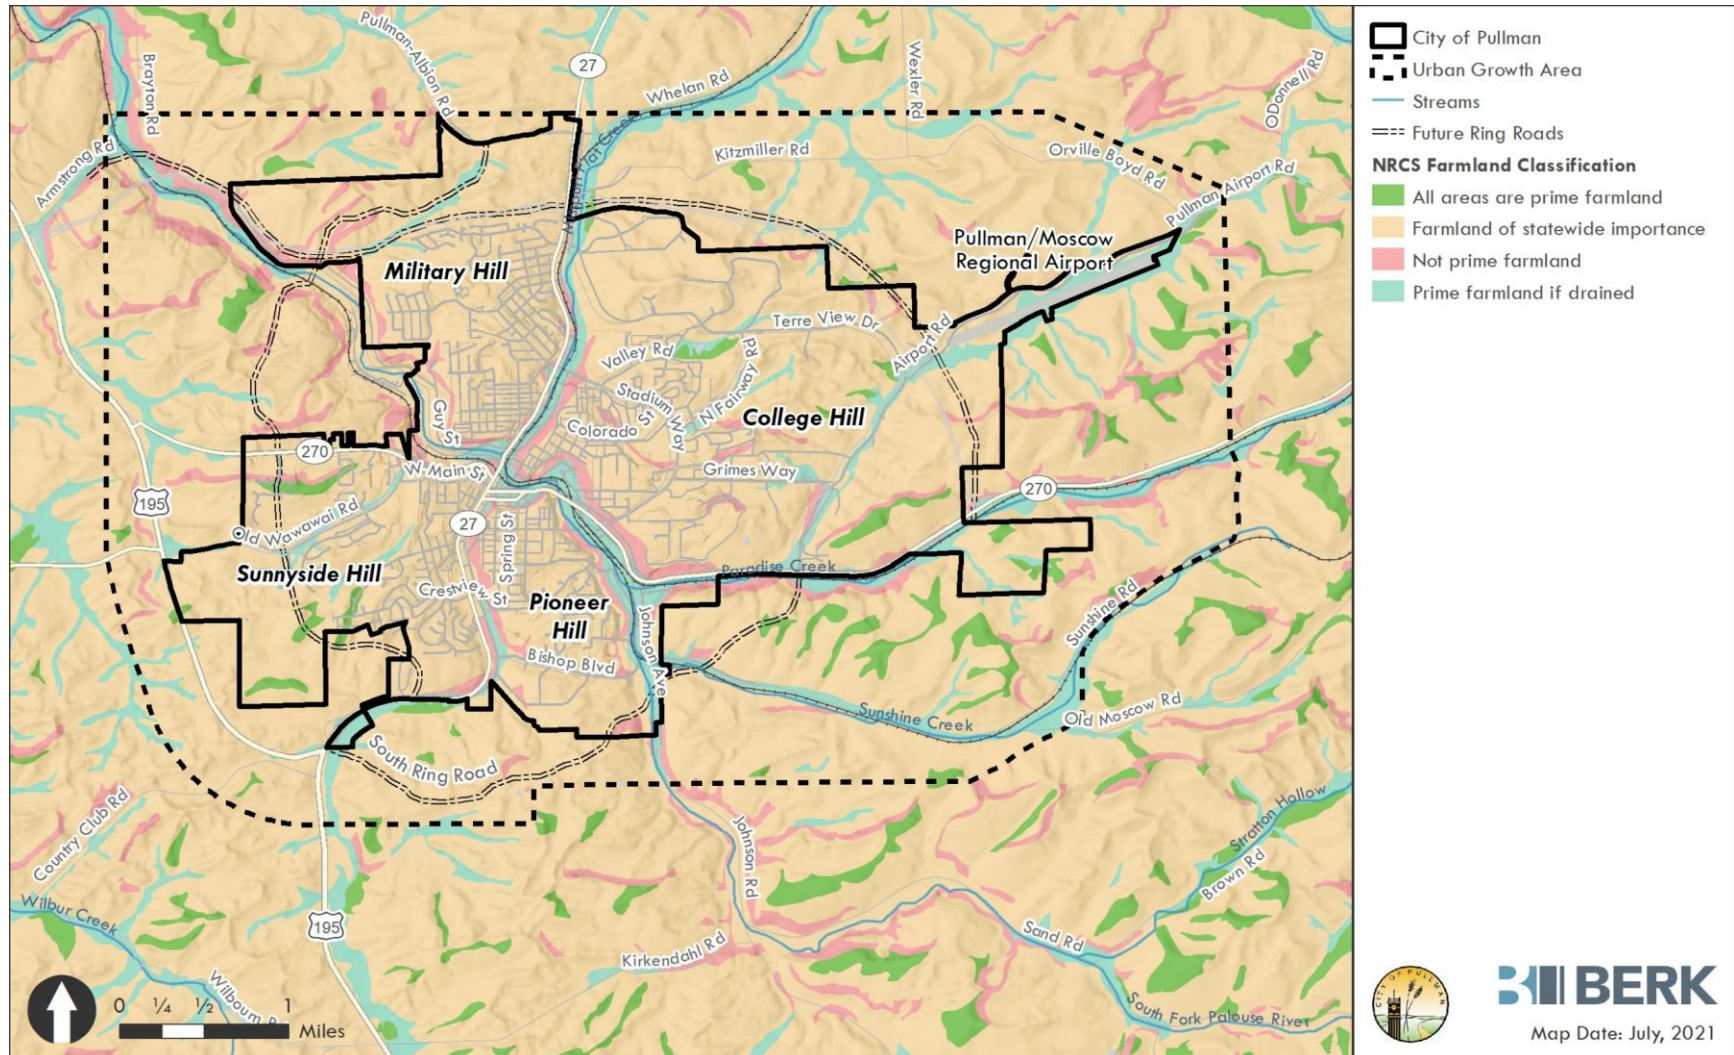 Pullman-Albion Rd
Brayton Rd
27
Whelan Rd
Wexler Rd
ODonnell Rd
Armstrong Rd
Kitzmiller Rd
Orville Boyd Rd
Pullman Airport Rd
Military Hill
Pullman/Moscow
Regional Airport
Terre View Dr
Airport Rd
Valley Rd
N Fairway Rd
Stadium Way
Guy St
Colorado St
College Hill
270
W Main St
Grimes Way
270
195
27
Old Wawawai Rd
Spring St
Sunnyside Hill
Crestview St
Paradise Creek
Pioneer
Hill
Johnson Ave
Sunshine Rd
Bishop Blvd
Sunshine Creek
Old Moscow Rd
South Ring Road
Country Club Rd
Johnson Rd
Stratton Hollow
Brown Rd
Wilbur Creek
195
Sand Rd
Kirkendahl Rd
South Fork Palouse River
0 ¼ ½ 1
Miles
City of Pullman
Urban Growth Area
Streams
Future Ring Roads
NRCS Farmland Classification
All areas are prime farmland
Farmland of statewide importance
Not prime farmland
Prime farmland if drained
CITY OF PULLMAN
BERK
Map Date: July, 2021